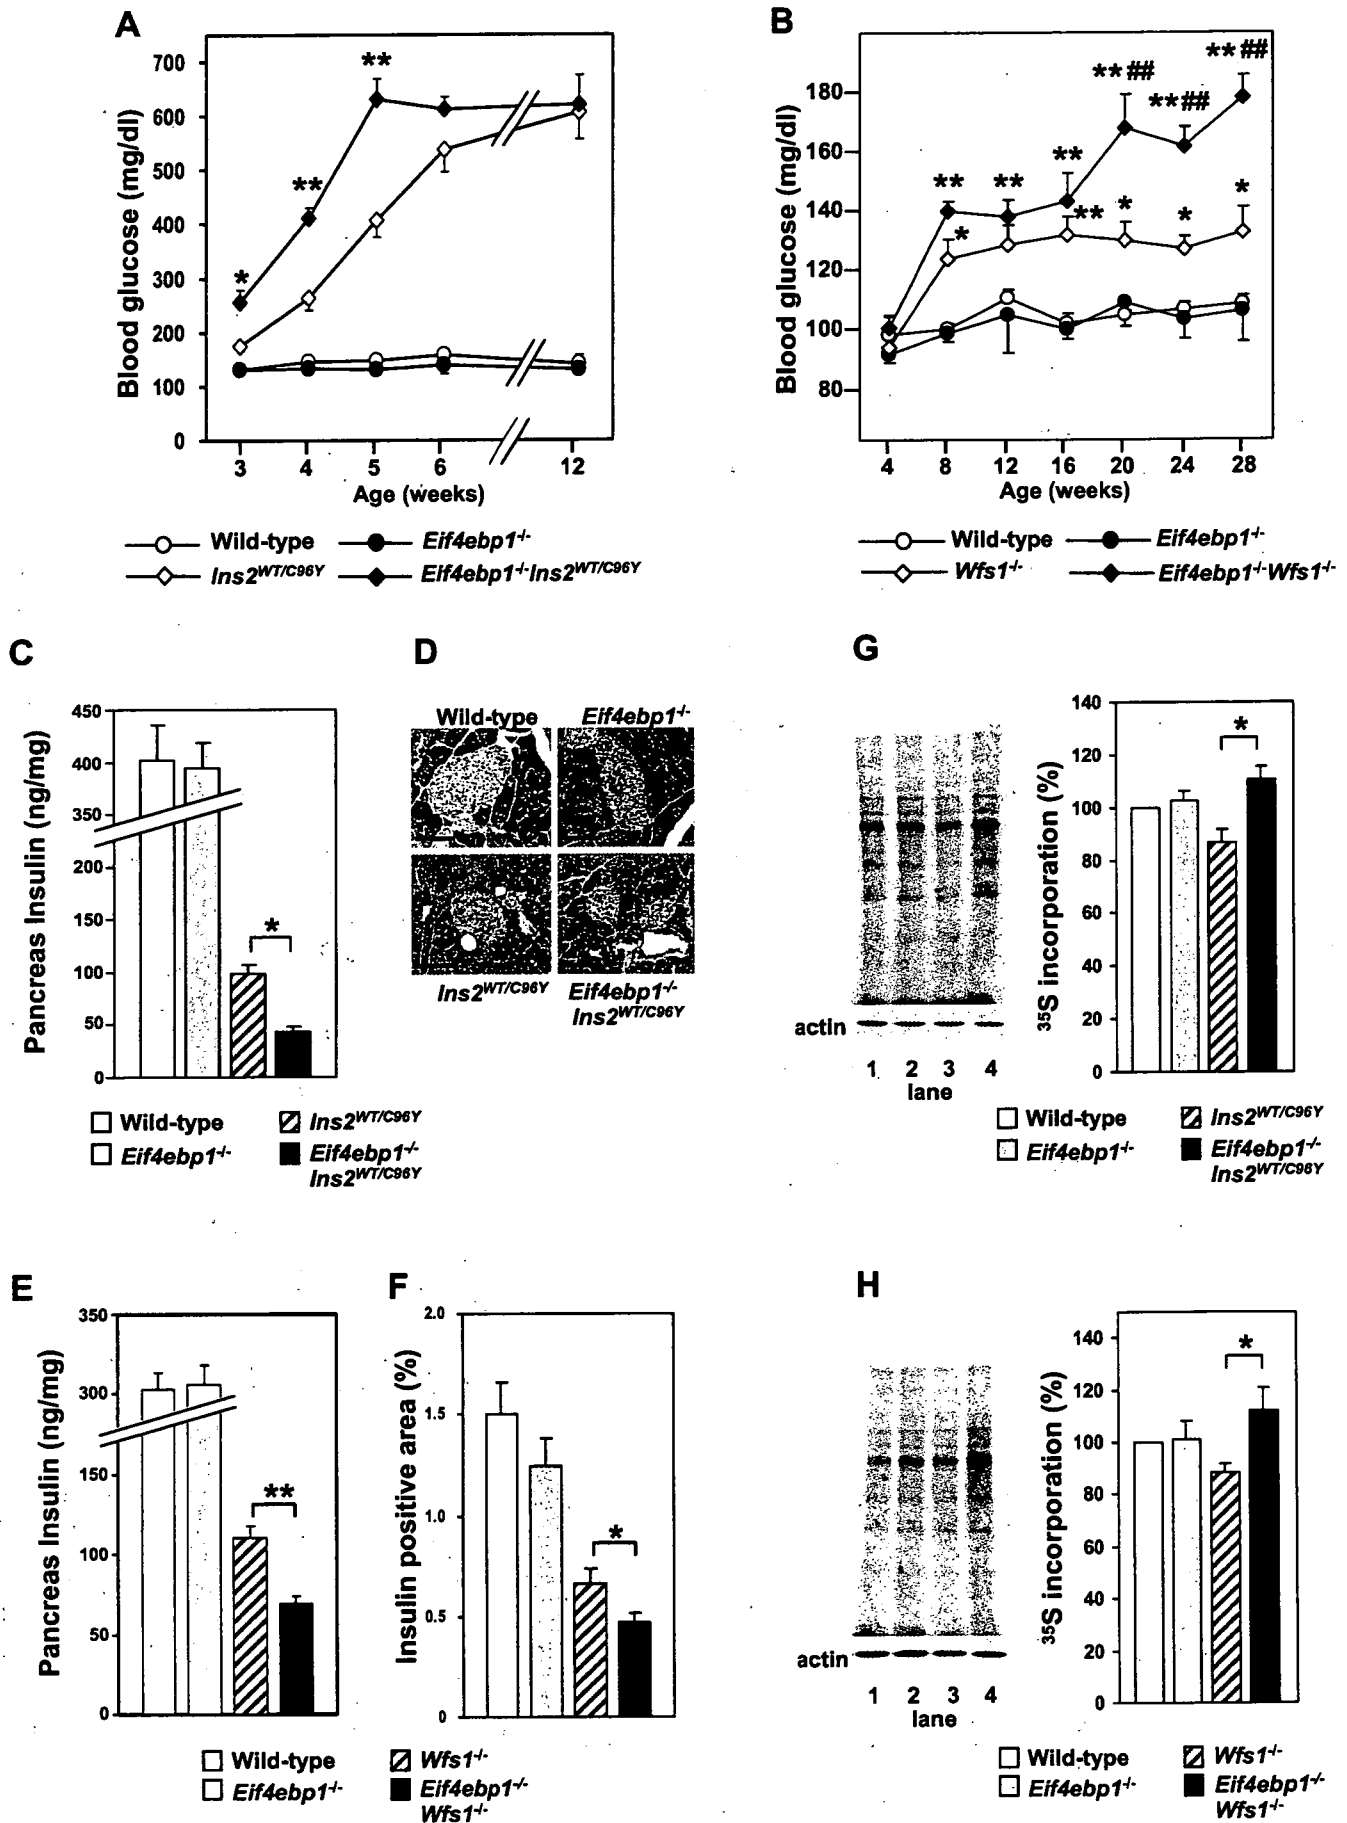 A
Blood glucose (mg/dl)
700
600
500
400
300
200
100
0
*
**
**
3 4 5 6 12
Age (weeks)
Wild-type Eif4ebp1-/-
Ins2WT/C96Y Eif4ebp1-/-Ins2WT/C96Y
B
Blood glucose (mg/dl)
180
160
140
120
100
80
** ** ** **## **## **##
* ** * * *
4 8 12 16 20 24 28
Age (weeks)
Wild-type Eif4ebp1-/-
Wfs1-/- Eif4ebp1-/-Wfs1-/-
C
Pancreas Insulin (ng/mg)
450
400
350
200
150
100
50
0
*
Wild-type Ins2WT/C96Y
Eif4ebp1-/- Eif4ebp1-/-
Ins2WT/C96Y
D
Wild-type Eif4ebp1-/-
Ins2WT/C96Y Eif4ebp1-/-
Ins2WT/C96Y
G
actin
1 2 3 4
lane
35S incorporation (%)
140
120
100
80
60
40
20
0
*
Wild-type Ins2WT/C96Y
Eif4ebp1-/- Eif4ebp1-/-
Ins2WT/C96Y
E
Pancreas Insulin (ng/mg)
350
300
150
100
50
0
**
F
Insulin positive area (%)
2.0
1.5
1.0
0.5
0
*
Wild-type Wfs1-/-
Eif4ebp1-/- Eif4ebp1-/-
Wfs1-/-
H
actin
1 2 3 4
lane
35S incorporation (%)
140
120
100
80
60
40
20
0
*
Wild-type Wfs1-/-
Eif4ebp1-/- Eif4ebp1-/-
Wfs1-/-